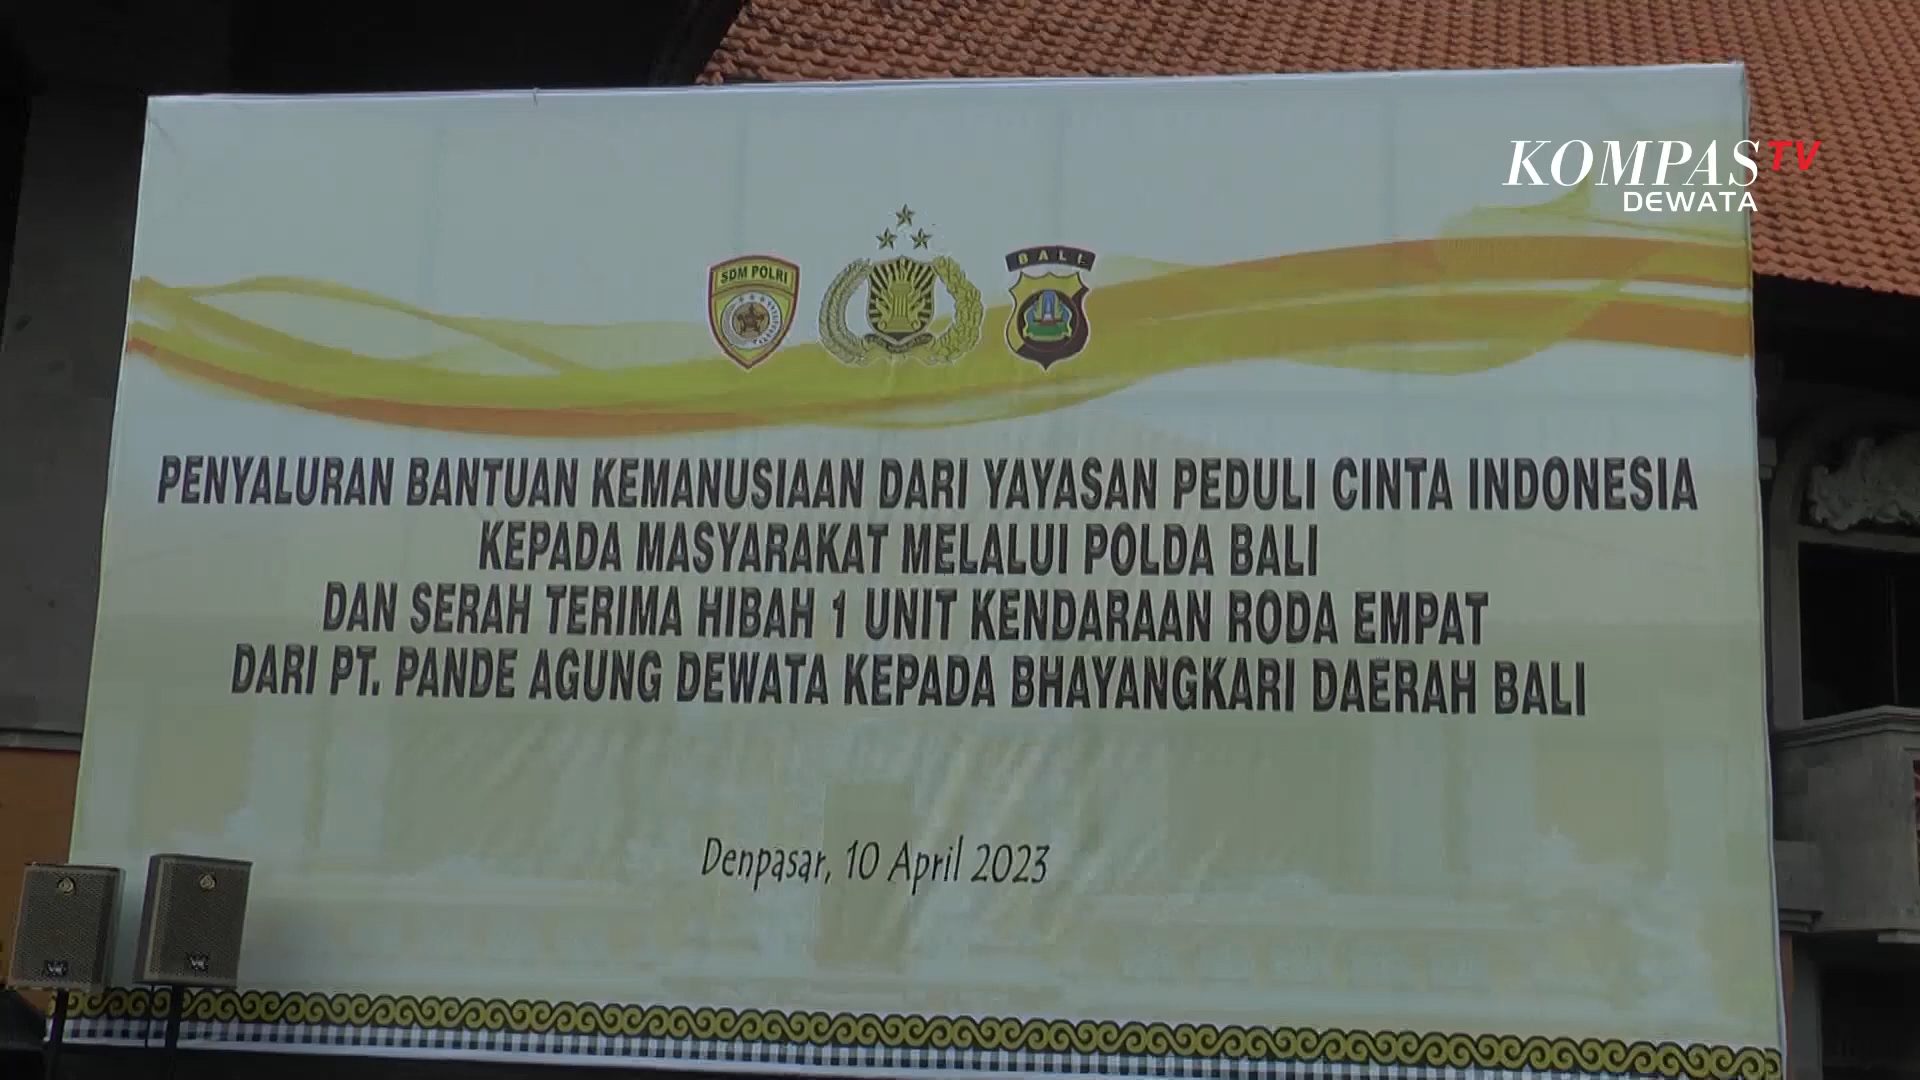 KOMPAS TV
DEWATA
SDM POLRI
BALI
PENYALURAN BANTUAN KEMANUSIAAN DARI YAYASAN PEDULI CINTA INDONESIA
KEPADA MASYARAKAT MELALUI POLDA BALI
DAN SERAH TERIMA HIBAH 1 UNIT KENDARAAN RODA EMPAT
DARI PT. PANDE AGUNG DEWATA KEPADA BHAYANGKARI DAERAH BALI
Denpasar, 10 April 2023